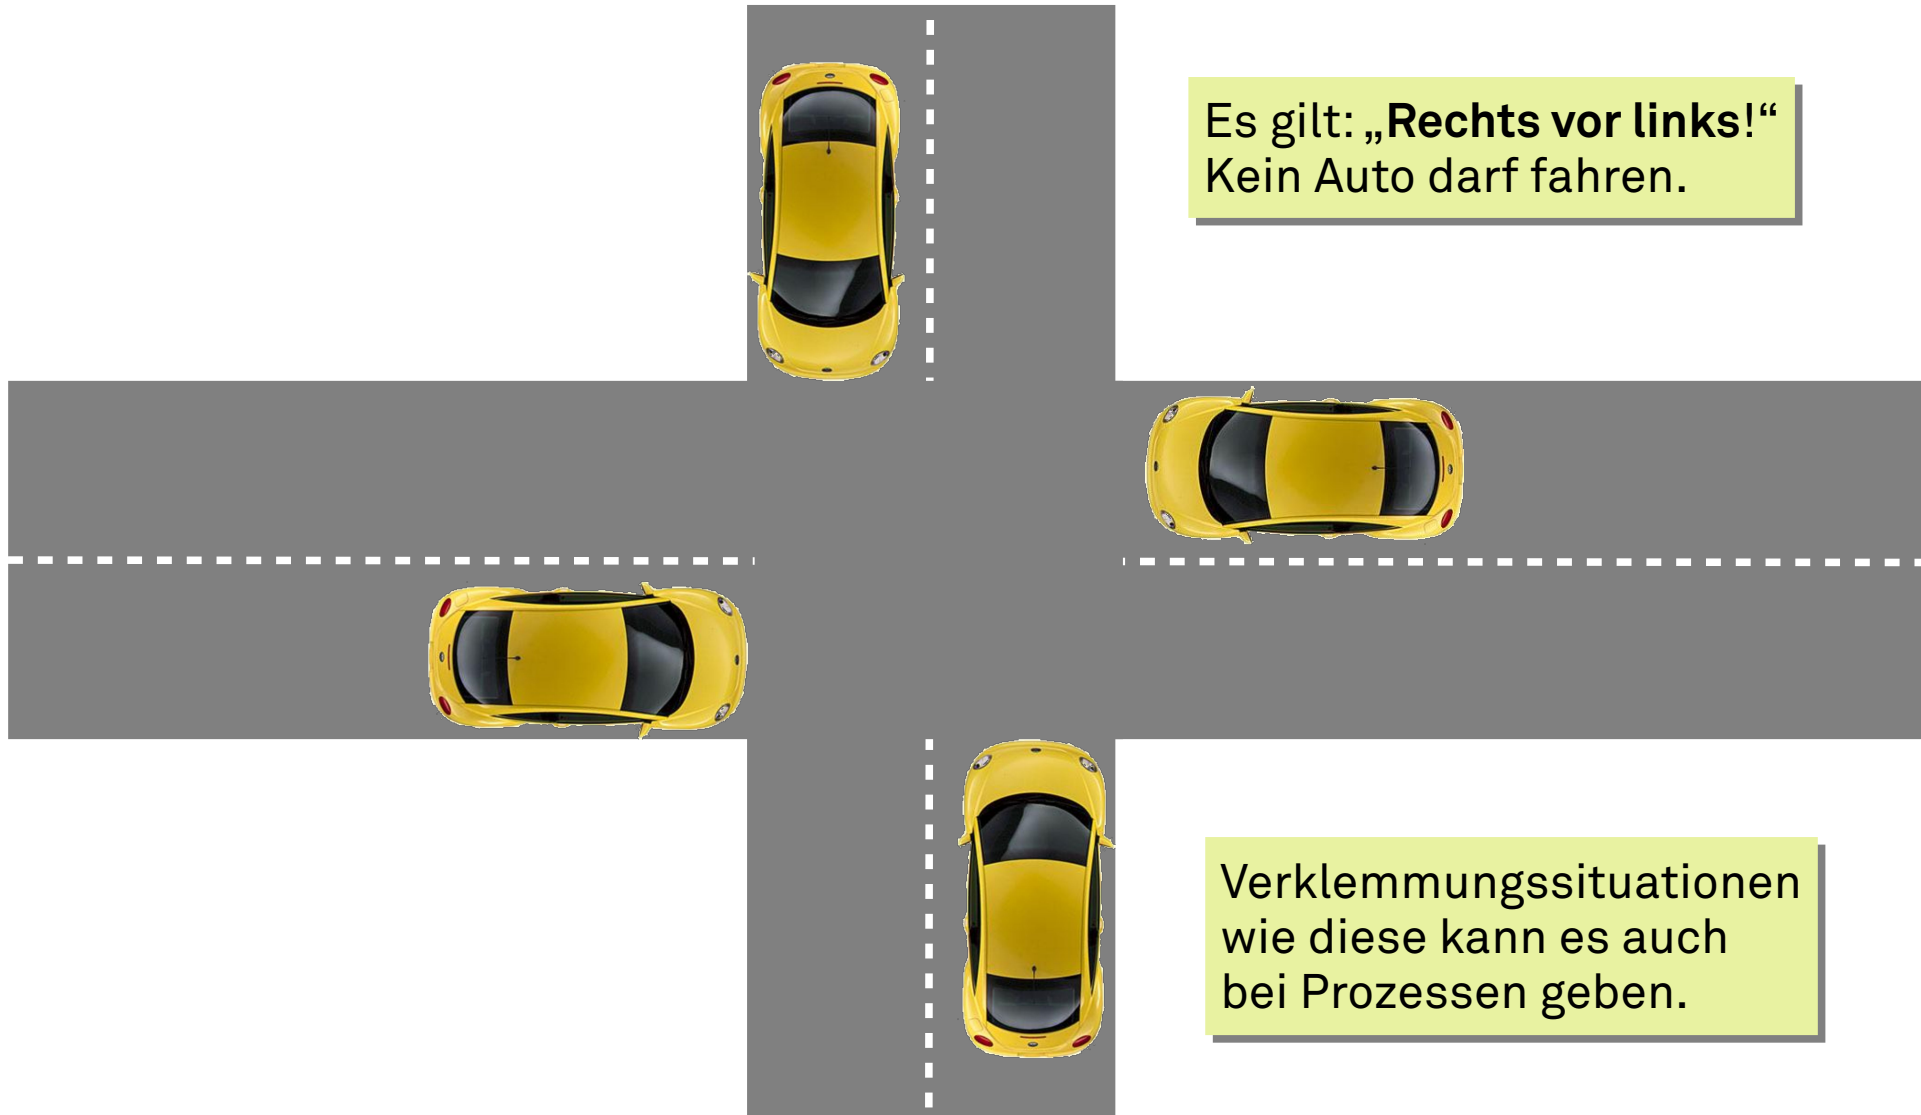 Es gilt: „Rechts vor links!“
Kein Auto darf fahren.
Verklemmungssituationen
wie diese kann es auch
bei Prozessen geben.